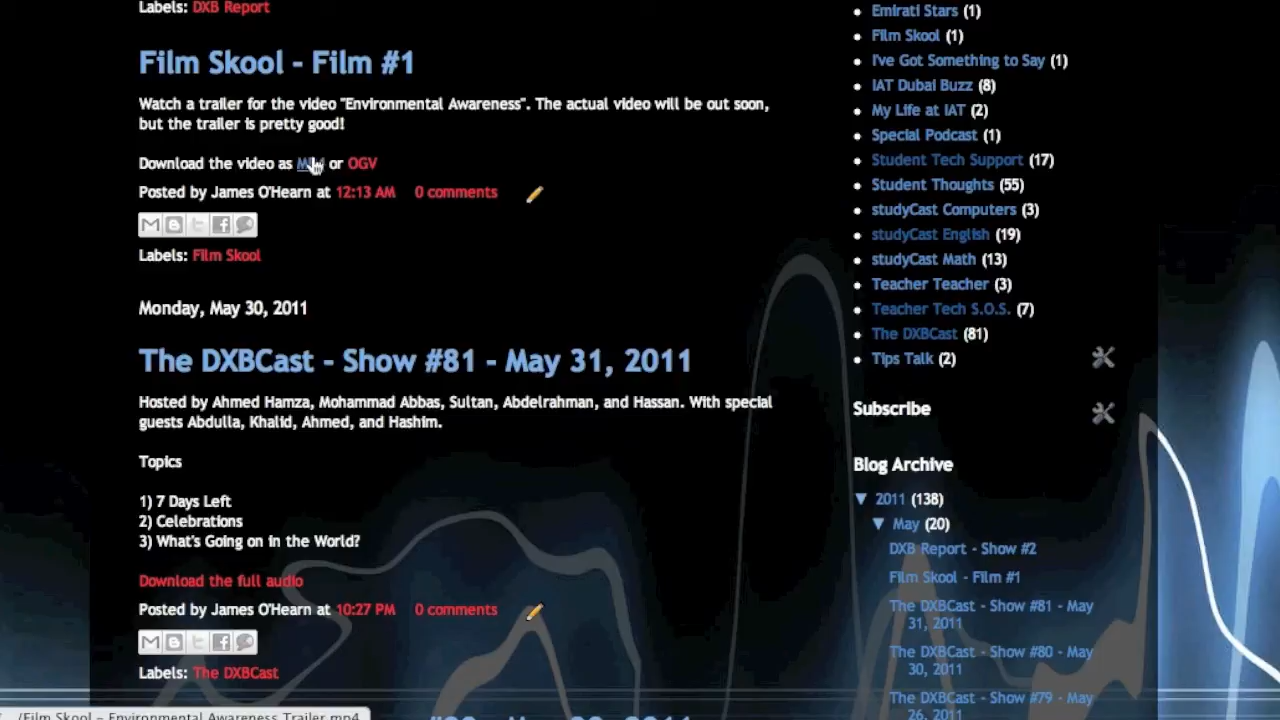 Labels: DXB Report
Film Skool - Film #1
Watch a trailer for the video "Environmental Awareness". The actual video will be out soon,
but the trailer is pretty good!
Download the video as or OGV
Posted by James O'Hearn at 12:13 AM 0 comments
Labels: Film Skool
Monday, May 30, 2011
The DXBCast - Show #81 - May 31, 2011
Hosted by Ahmed Hamza, Mohammad Abbas, Sultan, Abdelrahman, and Hassan. With special
guests Abdulla, Khalid, Ahmed, and Hashim.
Topics
1) 7 Days Left
2) Celebrations
3) What's Going on in the World?
Download the full audio
Posted by James O'Hearn at 10:27 PM 0 comments
Labels: The DXBCast
/Film Skool – Environmental Awareness Trailer.mp4
Emirati Stars (1)
Film Skool (1)
I've Got Something to Say (1)
IAT Dubai Buzz (8)
My Life at IAT (2)
Special Podcast (1)
Student Tech Support (17)
Student Thoughts (55)
studyCast Computers (3)
studyCast English (19)
studyCast Math (13)
Teacher Teacher (3)
Teacher Tech S.O.S. (7)
The DXBCast (81)
Tips Talk (2)
Subscribe
Blog Archive
▼ 2011 (138)
▼ May (20)
DXB Report - Show #2
Film Skool - Film #1
The DXBCast - Show #81 - May
31, 2011
The DXBCast - Show #80 - May
30, 2011
The DXBCast - Show #79 - May
26, 2011